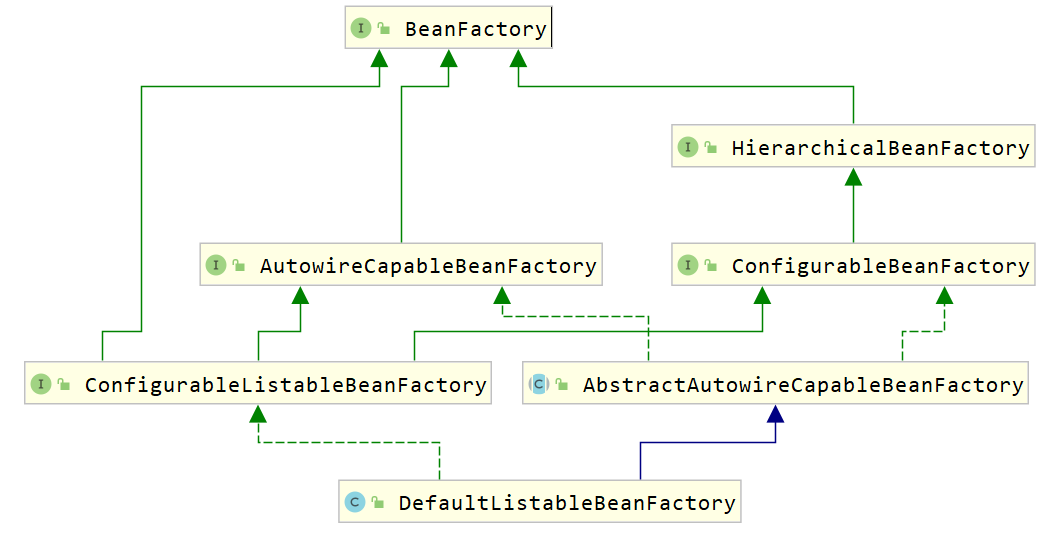 I BeanFactory
I HierarchicalBeanFactory
I AutowireCapableBeanFactory
I ConfigurableBeanFactory
I ConfigurableListableBeanFactory
C AbstractAutowireCapableBeanFactory
C DefaultListableBeanFactory